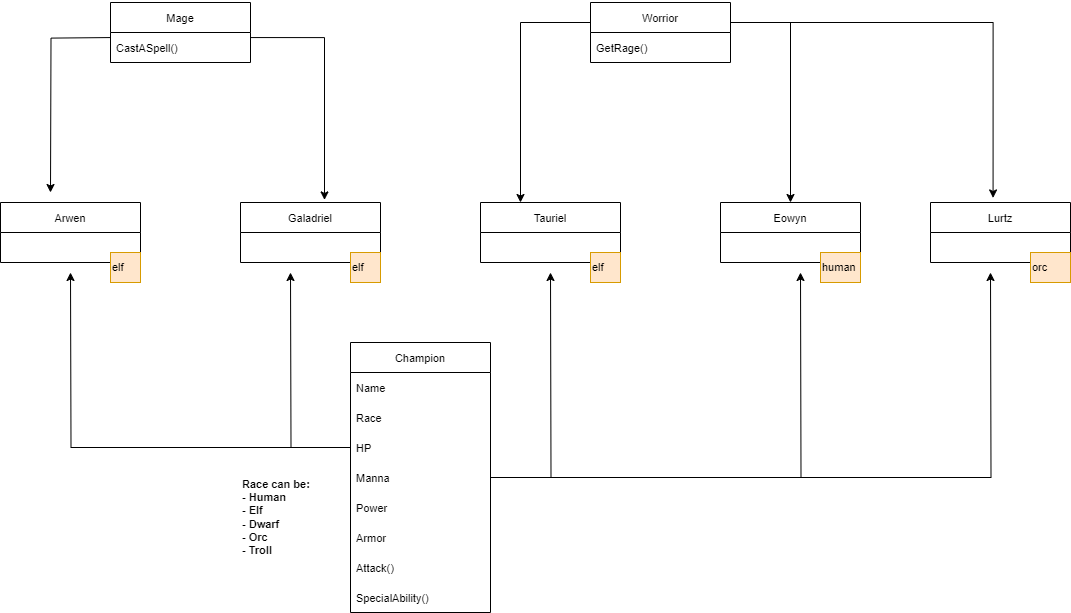 Mage
CastASpell()
Worrior
GetRage()
Arwen
elf
Galadriel
elf
Tauriel
elf
Eowyn
human
Lurtz
orc
Champion
Name
Race
HP
Manna
Power
Armor
Attack()
SpecialAbility()
Race can be:
- Human
- Elf
- Dwarf
- Orc
- Troll